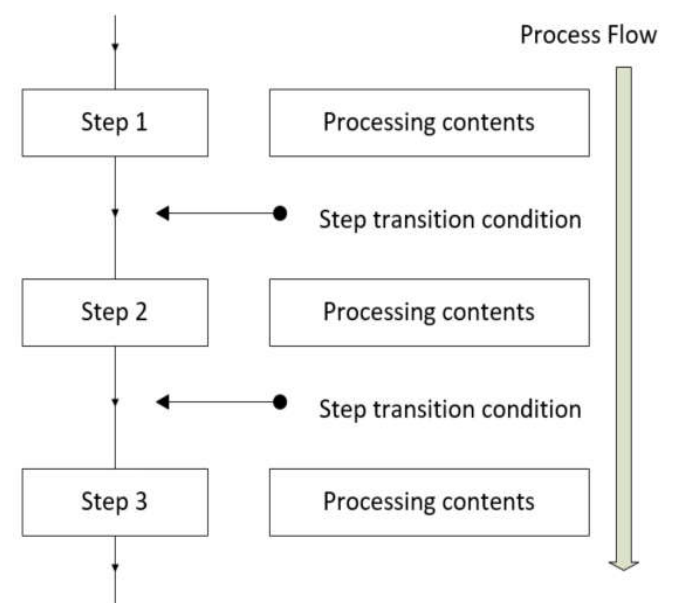 Process Flow
Step 1
Processing contents
Step transition condition
Step 2
Processing contents
Step transition condition
Step 3
Processing contents